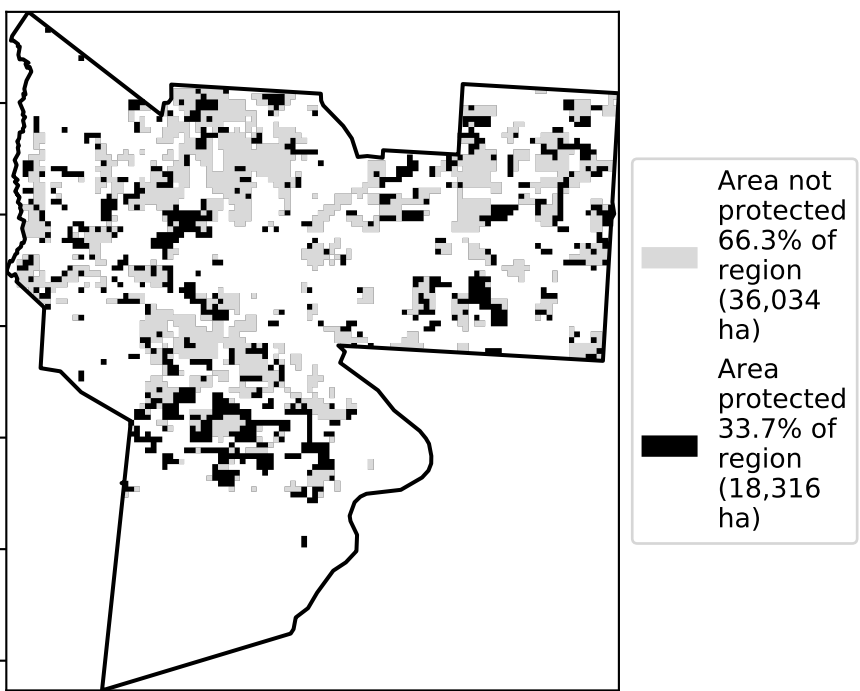 Area not
protected
66.3% of
region
(36,034
ha)
Area
protected
33.7% of
region
(18,316
ha)